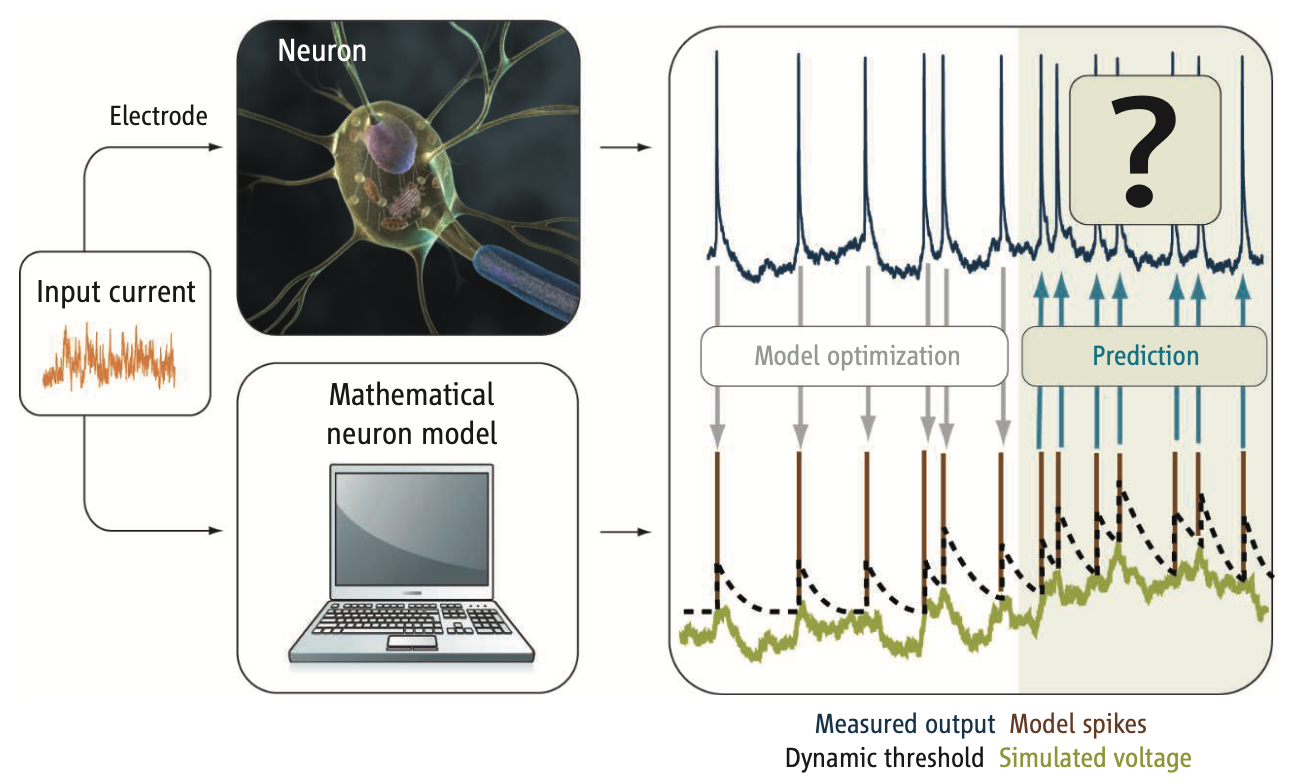 Neuron
Electrode
Input current
Mathematical
neuron model
?
Model optimization
Prediction
Measured output Model spikes
Dynamic threshold Simulated voltage